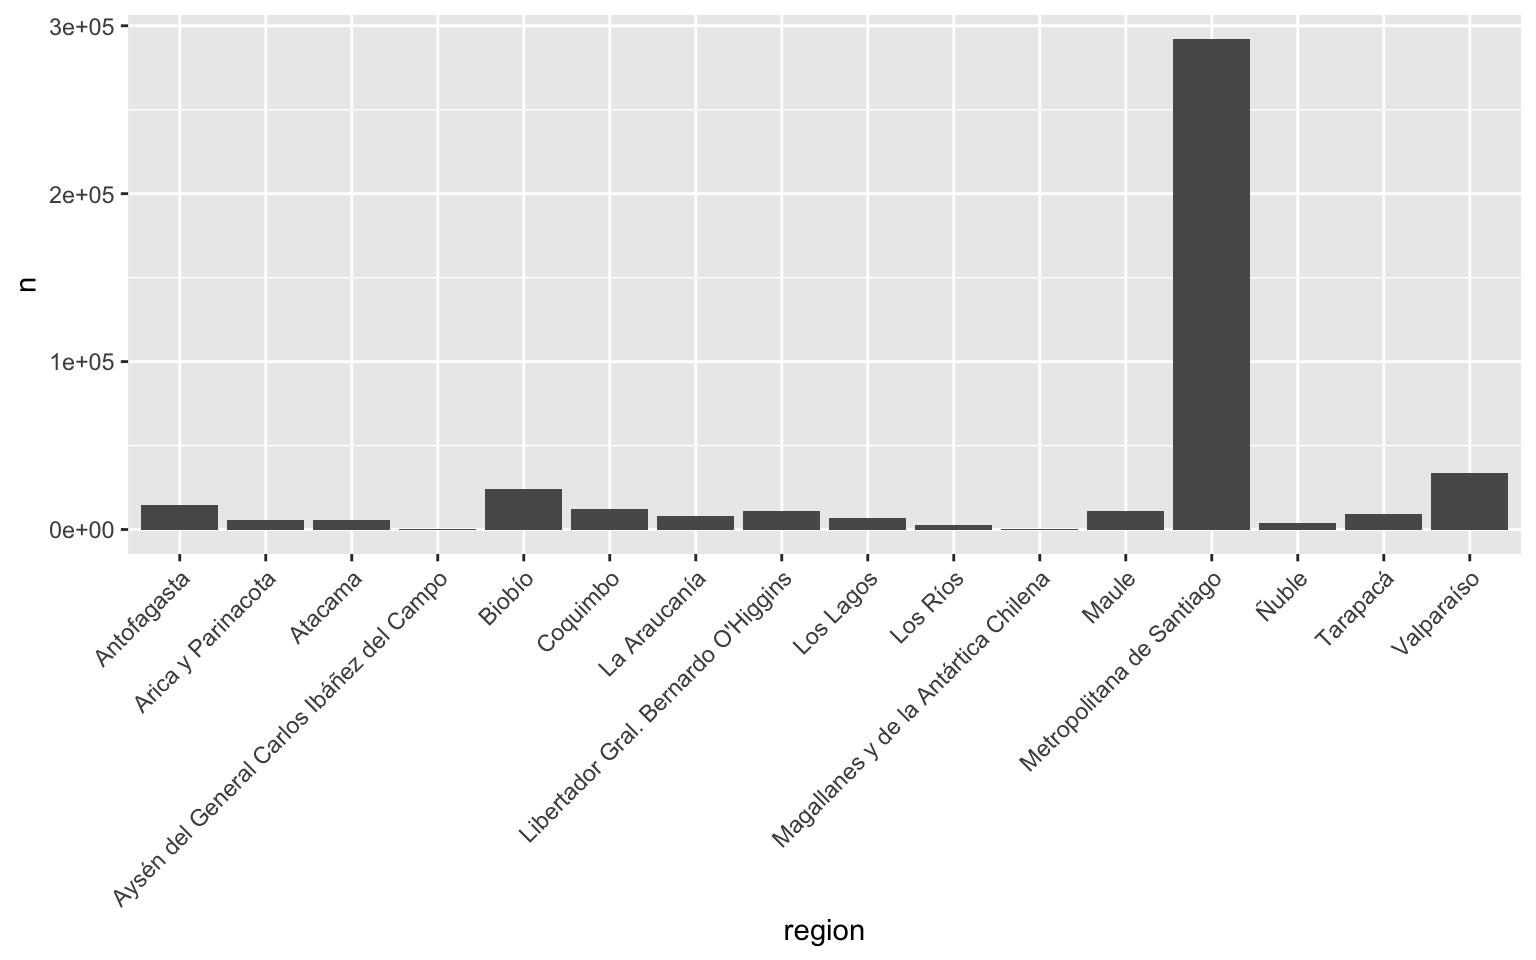 3e+05
2e+05
1e+05
0e+00
n
Antofagasta
Arica y Parinacota
Atacama
Aysén del General Carlos Ibáñez del Campo
Biobío
Coquimbo
La Araucanía
Libertador Gral. Bernardo O'Higgins
Los Lagos
Los Ríos
Magallanes y de la Antártica Chilena
Maule
Metropolitana de Santiago
Ñuble
Tarapacá
Valparaíso
region